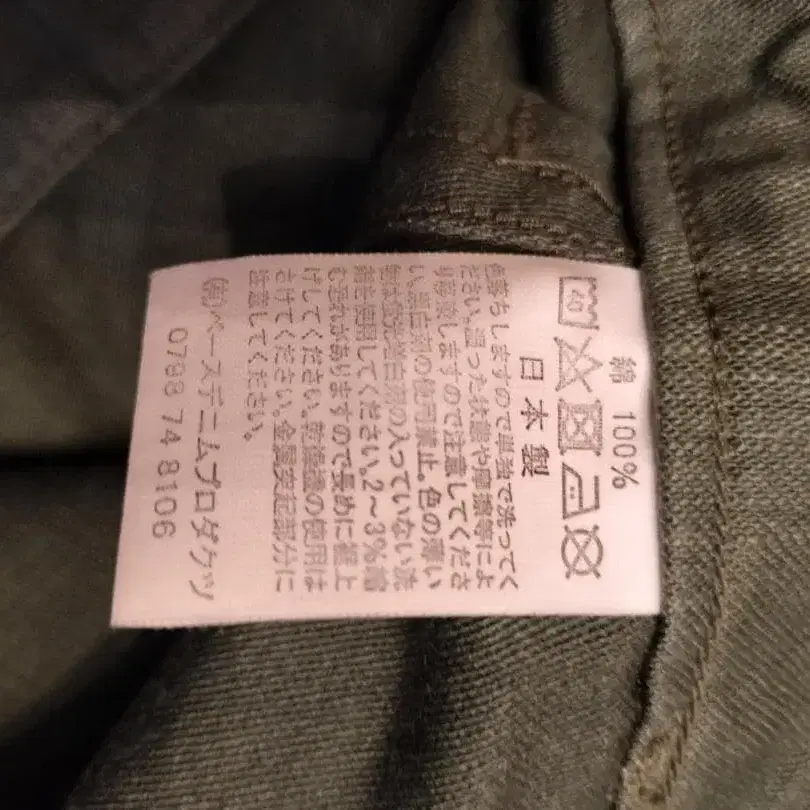 綿 100%
40
日本製
色落ちしますので単独で洗ってく
ださい。湿った状態や摩擦等によ
り移染しますので注意してくださ
い。漂白剤の使用禁止。色の薄い
物は蛍光増白剤の入っていない洗
剤を使用してください。2～3%縮
む恐れがありますので長めに裾上
げしてください。乾燥機の使用は
さけてください。金属突起部分に
注意してください。
ベースデニムプロダクツ
74 8106